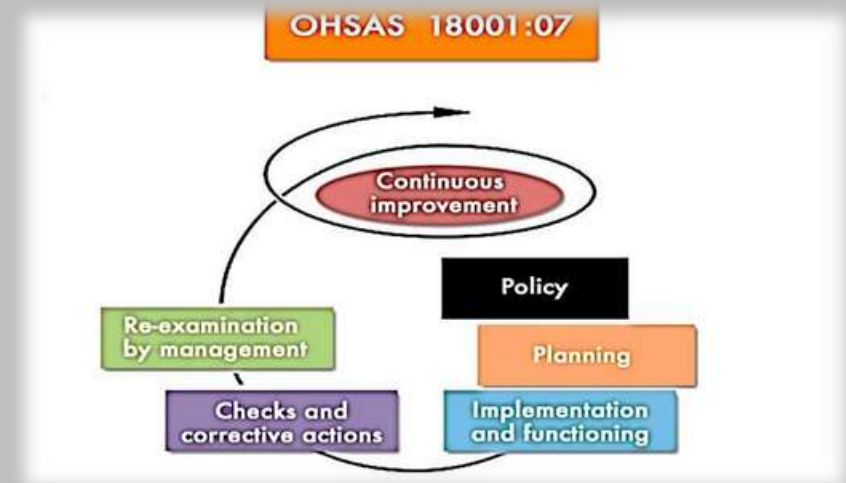 OHSAS 18001:07
Continuous
improvement
Policy
Re-examination
by management
Planning
Checks and
corrective actions
Implementation
and functioning